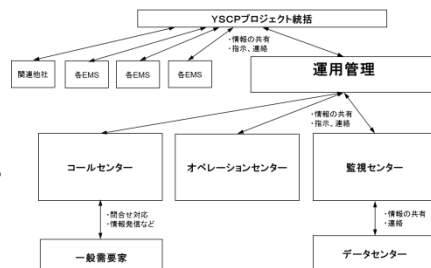 YSCPプロジェクト統括
・情報の共有
・指示、連絡
関連他社
各EMS
各EMS
各EMS
運用管理
・情報の共有
・指示、連絡
コールセンター
オペレーションセンター
監視センター
・問合せ対応
・情報発信など
・情報の共有
・連絡
一般需要家
データセンター